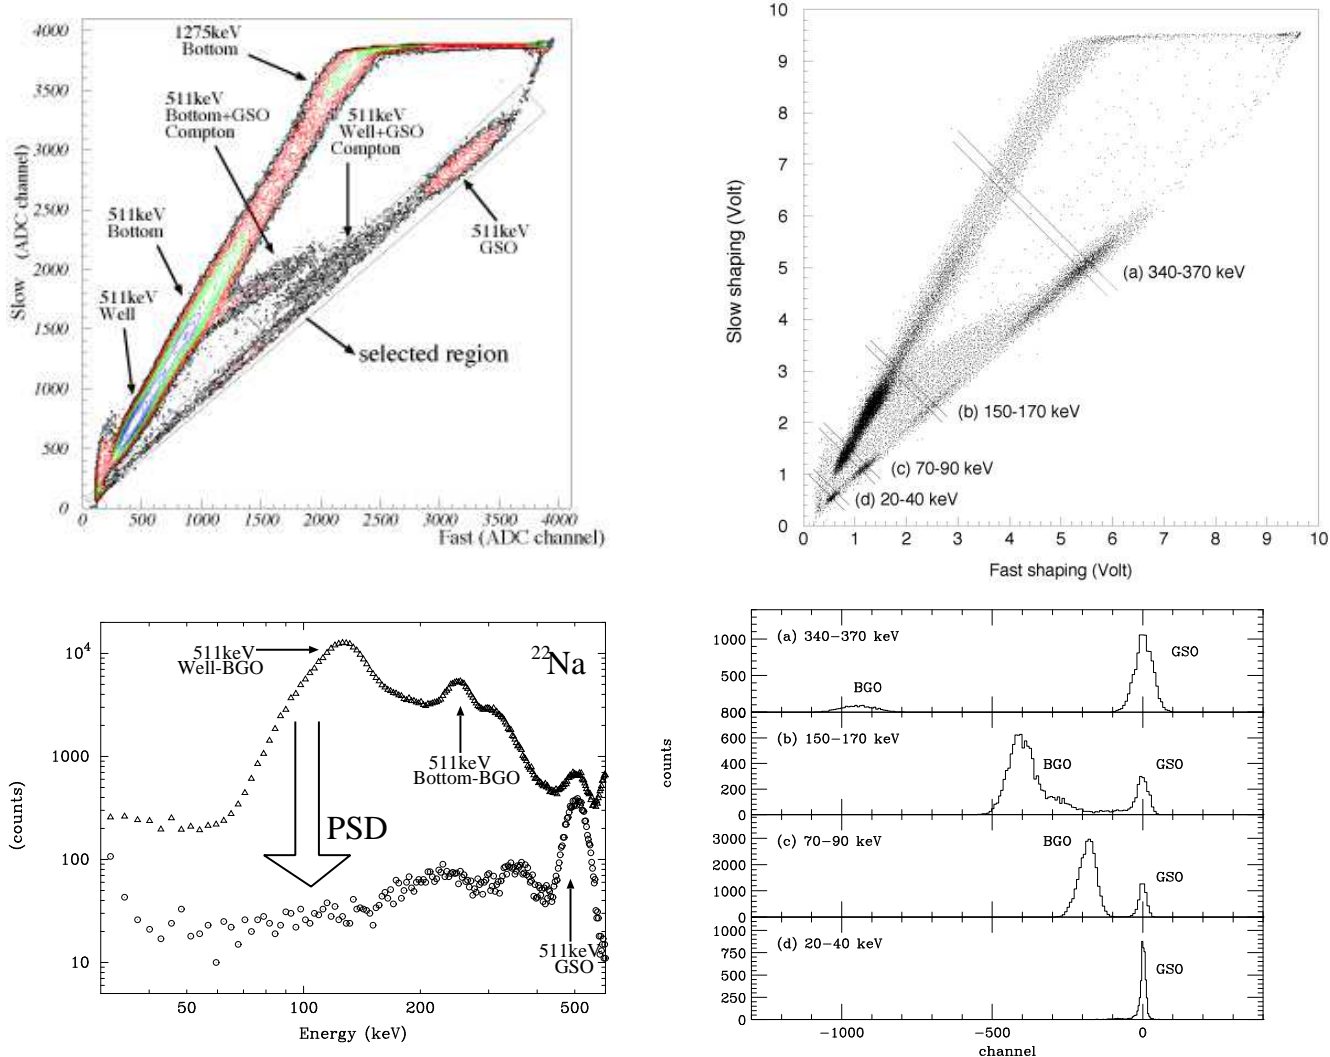 4000
3500
3000
2500
2000
1500
1000
500
0
Slow (ADC channel)
1275keV
Bottom
511keV
Bottom+GSO
Compton
511keV
Well+GSO
Compton
511keV
Bottom
511keV
GSO
511keV
Well
selected region
0 500 1000 1500 2000 2500 3000 3500 4000
Fast (ADC channel)
10
9
8
7
6
5
4
3
2
1
0
Slow shaping (Volt)
(a) 340-370 keV
(b) 150-170 keV
(c) 70-90 keV
(d) 20-40 keV
0 1 2 3 4 5 6 7 8 9 10
Fast shaping (Volt)
10⁴
1000
100
10
(counts)
511keV
Well-BGO
²²Na
511keV
Bottom-BGO
PSD
511keV
GSO
50 100 200 500
Energy (keV)
counts
(a) 340-370 keV
1000
500
800
BGO
GSO
(b) 150-170 keV
600
400
200
0
BGO
GSO
(c) 70-90 keV
3000
2000
1000
0
BGO
GSO
(d) 20-40 keV
1000
750
500
250
0
GSO
-1000 -500 0
channel